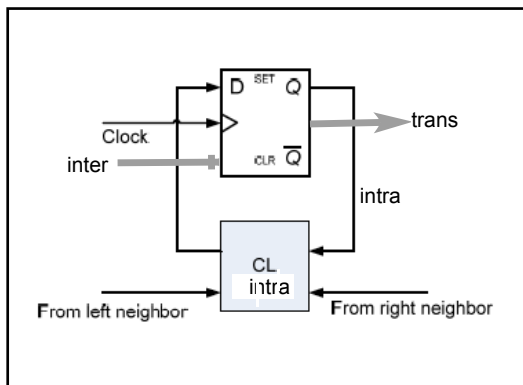 D SET Q
Clock
trans
inter
CLR Q
intra
CL
intra
From left neighbor
From right neighbor